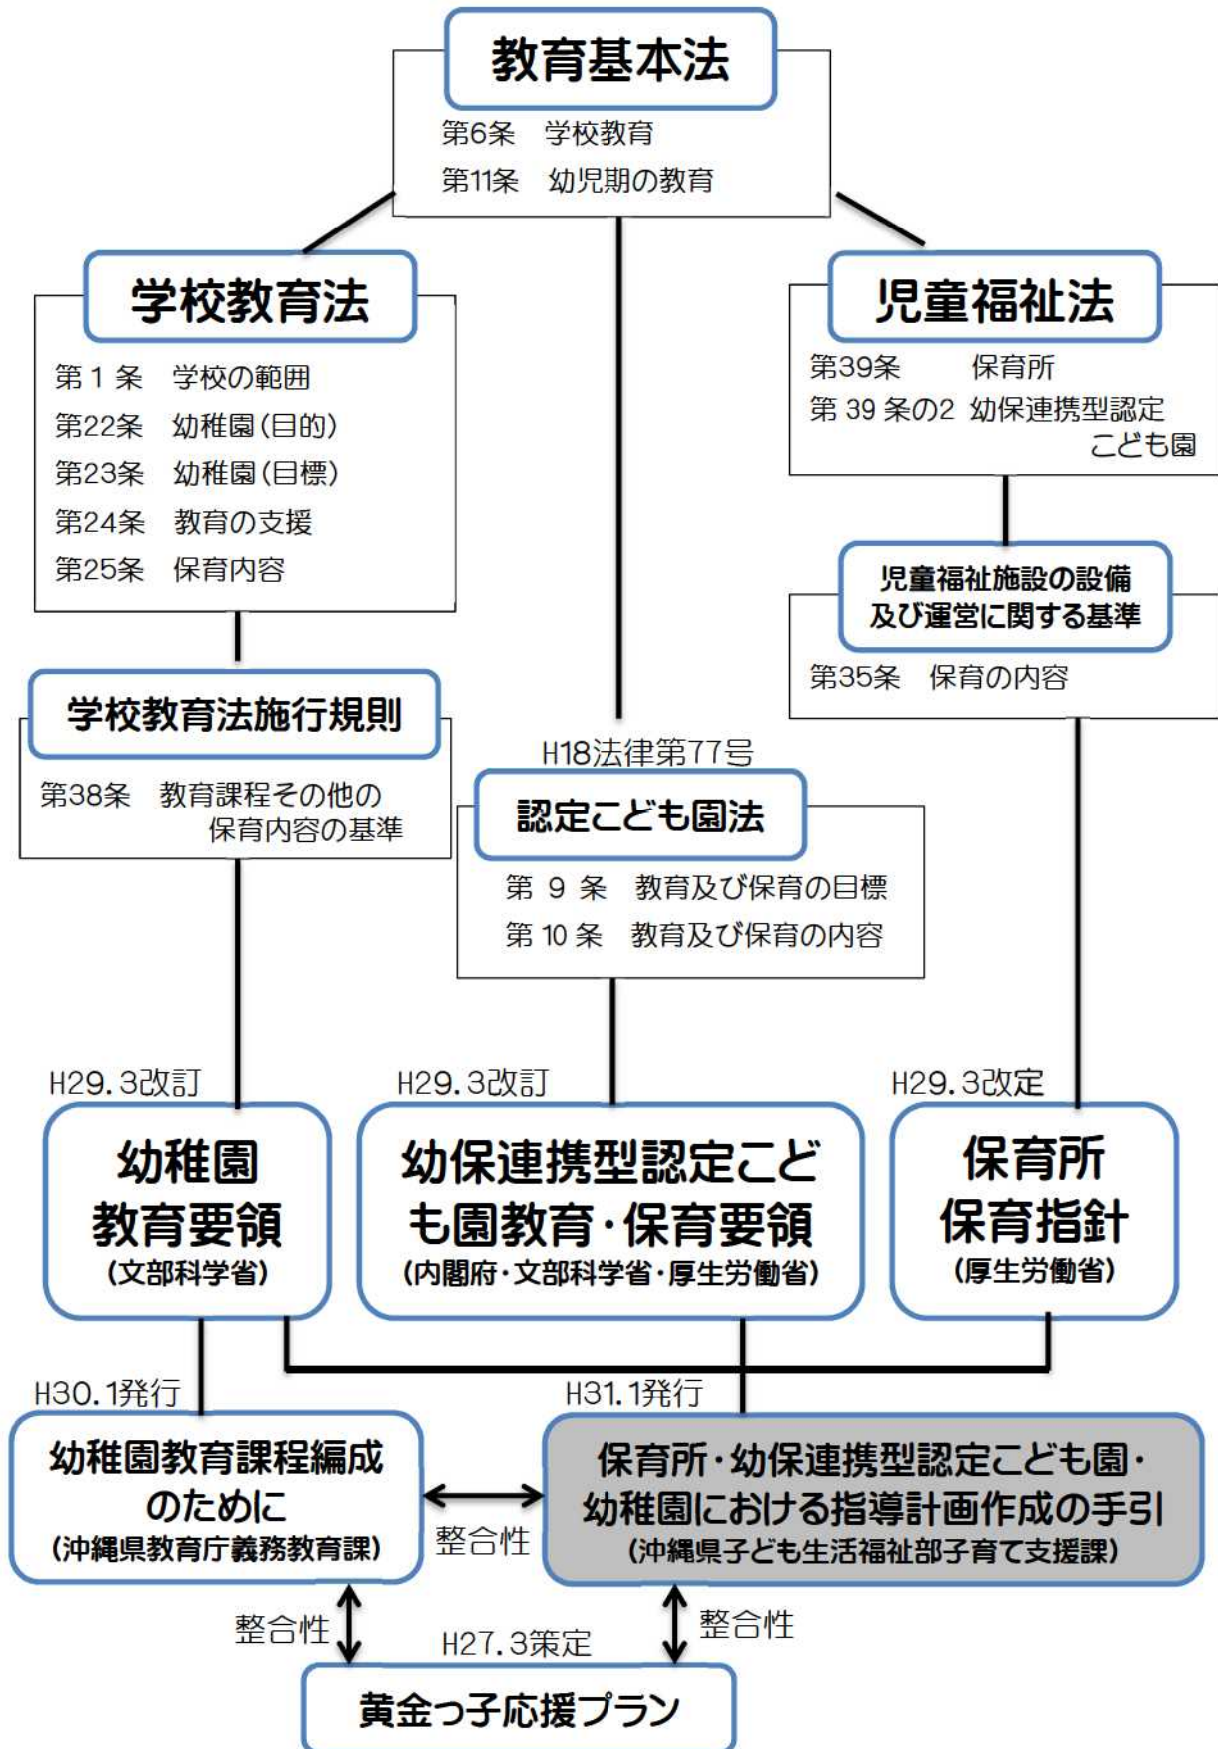 教育基本法
第6条 学校教育
第11条 幼児期の教育
学校教育法
第1条 学校の範囲
第22条 幼稚園(目的)
第23条 幼稚園(目標)
第24条 教育の支援
第25条 保育内容
児童福祉法
第39条 保育所
第39条の2 幼保連携型認定
こども園
児童福祉施設の設備
及び運営に関する基準
第35条 保育の内容
学校教育法施行規則
第38条 教育課程その他の
保育内容の基準
H18法律第77号
認定こども園法
第9条 教育及び保育の目標
第10条 教育及び保育の内容
H29.3改訂
幼稚園
教育要領
(文部科学省)
H29.3改訂
幼保連携型認定こど
も園教育・保育要領
(内閣府・文部科学省・厚生労働省)
H29.3改定
保育所
保育指針
(厚生労働省)
H30.1発行
幼稚園教育課程編成
のために
(沖縄県教育庁義務教育課)
整合性
H31.1発行
保育所・幼保連携型認定こども園・
幼稚園における指導計画作成の手引
(沖縄県子ども生活福祉部子育て支援課)
整合性
整合性
H27.3策定
黄金っ子応援プラン